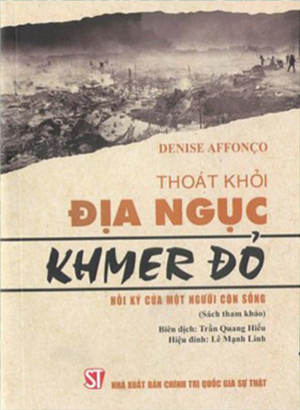 DENISE AFFONÇO
THOÁT KHỎI
ĐỊA NGỤC
KHMER ĐỎ
HỒI KÝ CỦA MỘT NGƯỜI CÒN SỐNG
(Sách tham khảo)
Biên dịch: Trần Quang Hiếu
Hiệu đính: Lê Mạnh Linh
ST
NHÀ XUẤT BẢN CHÍNH TRỊ QUỐC GIA SỰ THẬT